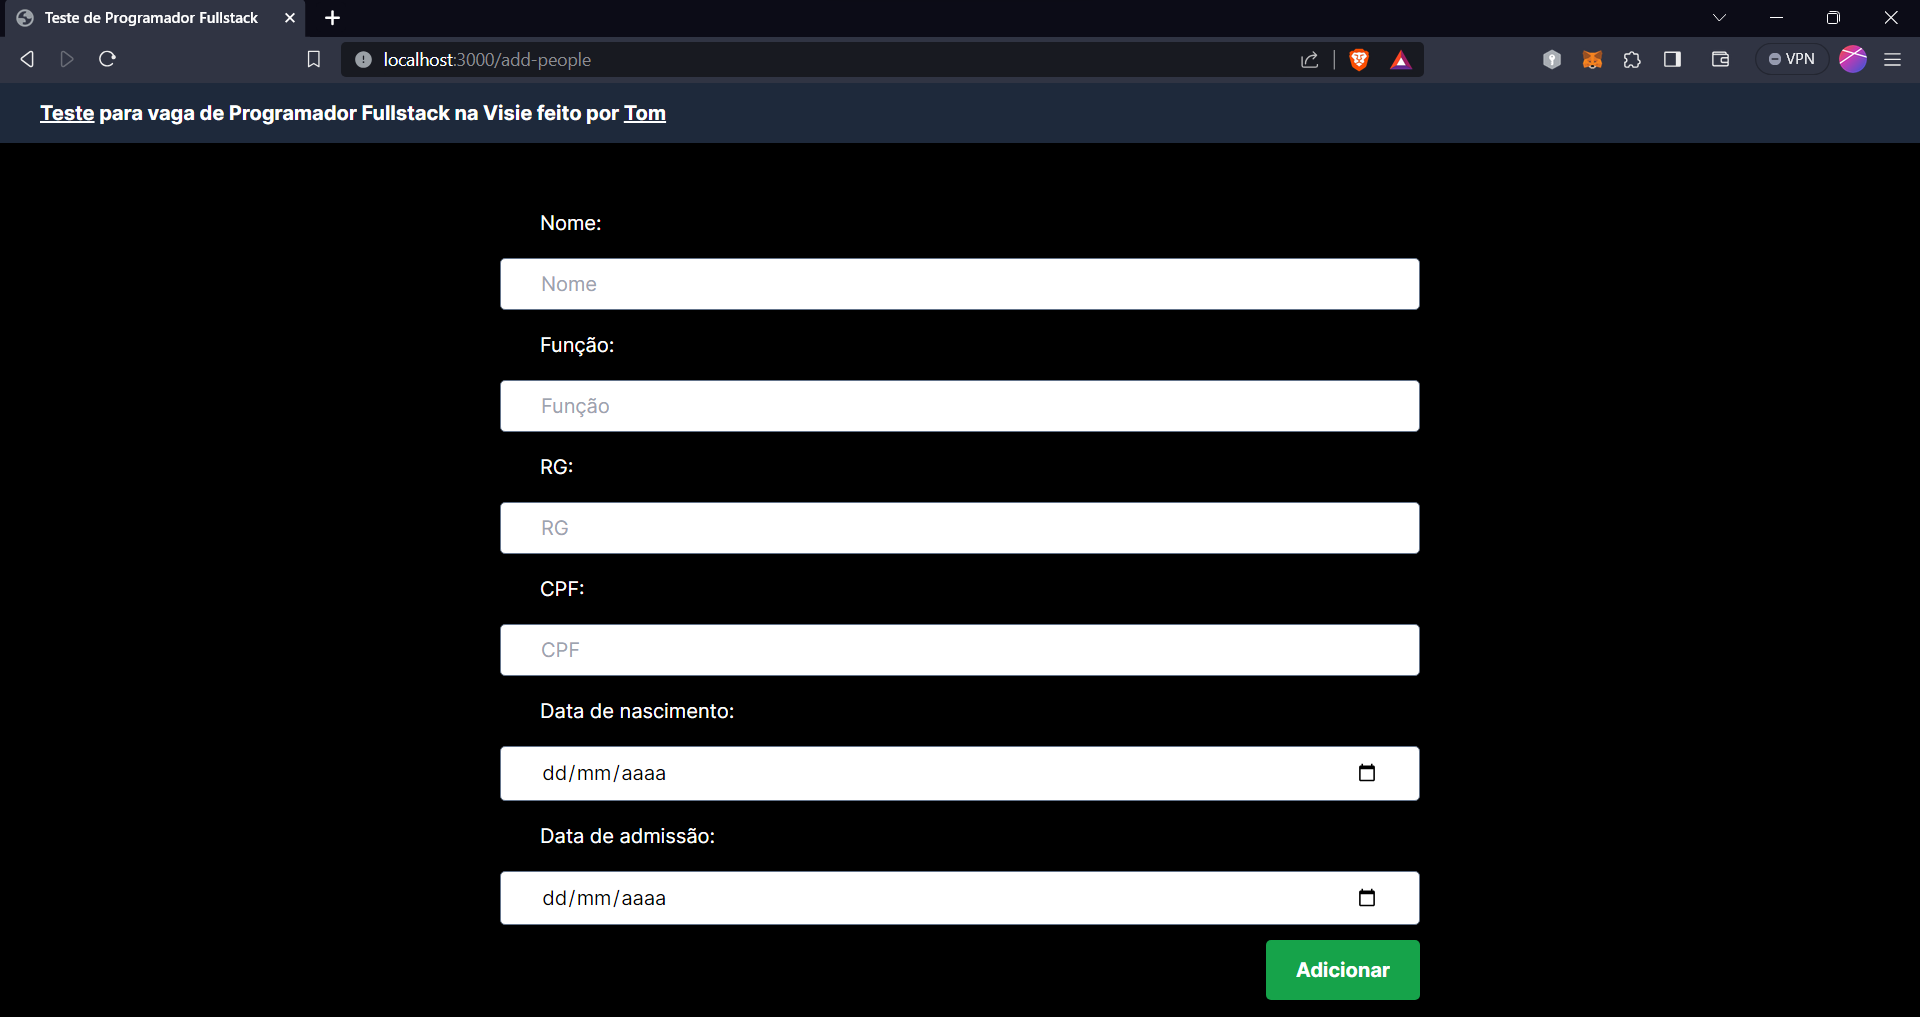 Teste de Programador Fullstack
localhost:3000/add-people
VPN
Teste para vaga de Programador Fullstack na Visie feito por Tom
Nome:
Nome
Função:
Função
RG:
RG
CPF:
CPF
Data de nascimento:
dd/mm/aaaa
Data de admissão:
dd/mm/aaaa
Adicionar